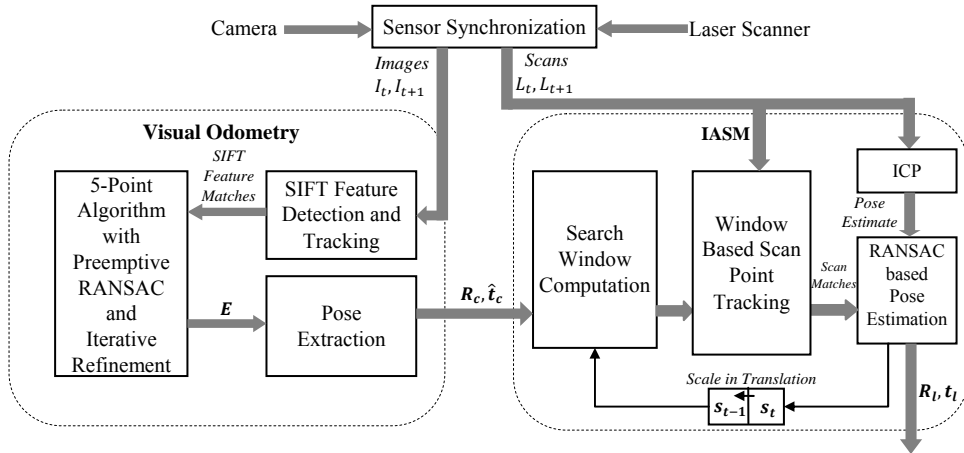 Camera
Sensor Synchronization
Laser Scanner
Images
I_t, I_{t+1}
Scans
L_t, L_{t+1}
Visual Odometry
SIFT
Feature
Matches
5-Point
Algorithm
with
Preemptive
RANSAC
and
Iterative
Refinement
SIFT Feature
Detection and
Tracking
E
Pose
Extraction
R_c, t̂_c
IASM
Search
Window
Computation
Window
Based Scan
Point
Tracking
ICP
Pose
Estimate
Scan
Matches
RANSAC
based
Pose
Estimation
Scale in Translation
s_{t-1}
s_t
R_l, t_l